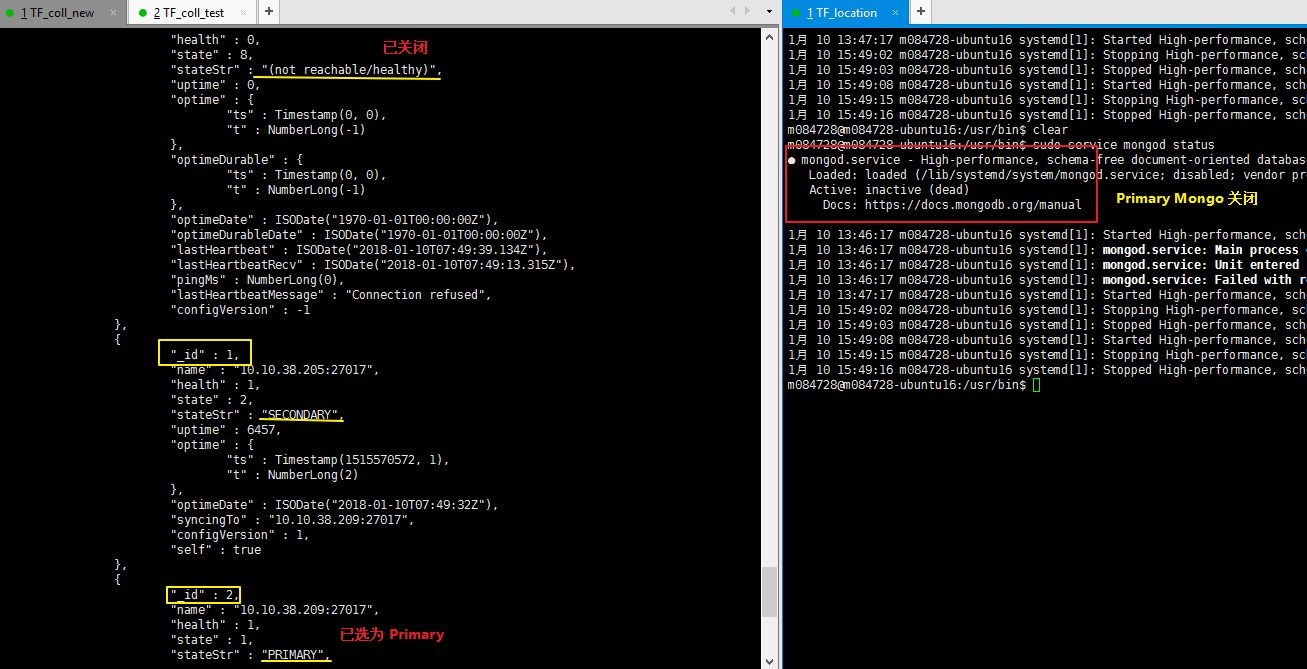 1 TF_coll_new ×
2 TF_coll_test ×
+
"health" : 0,
已关闭
"state" : 8,
"stateStr" : "(not reachable/healthy)",
"uptime" : 0,
"optime" : {
"ts" : Timestamp(0, 0),
"t" : NumberLong(-1)
},
"optimeDurable" : {
"ts" : Timestamp(0, 0),
"t" : NumberLong(-1)
},
"optimeDate" : ISODate("1970-01-01T00:00:00Z"),
"optimeDurableDate" : ISODate("1970-01-01T00:00:00Z"),
"lastHeartbeat" : ISODate("2018-01-10T07:49:39.134Z"),
"lastHeartbeatRecv" : ISODate("2018-01-10T07:49:13.315Z"),
"pingMs" : NumberLong(0),
"lastHeartbeatMessage" : "Connection refused",
"configVersion" : -1
},
{
"_id" : 1,
"name" : "10.10.38.205:27017",
"health" : 1,
"state" : 2,
"stateStr" : "SECONDARY",
"uptime" : 6457,
"optime" : {
"ts" : Timestamp(1515570572, 1),
"t" : NumberLong(2)
},
"optimeDate" : ISODate("2018-01-10T07:49:32Z"),
"syncingTo" : "10.10.38.209:27017",
"configVersion" : 1,
"self" : true
},
{
"_id" : 2,
"name" : "10.10.38.209:27017",
"health" : 1,
"state" : 1,
已选为 Primary
"stateStr" : "PRIMARY",
1 TF_location ×
+
1月 10 13:47:17 m084728-ubuntu16 systemd[1]: Started High-performance, sche
1月 10 15:49:02 m084728-ubuntu16 systemd[1]: Stopping High-performance, sc
1月 10 15:49:03 m084728-ubuntu16 systemd[1]: Stopped High-performance, sch
1月 10 15:49:08 m084728-ubuntu16 systemd[1]: Started High-performance, sch
1月 10 15:49:15 m084728-ubuntu16 systemd[1]: Stopping High-performance, sc
1月 10 15:49:16 m084728-ubuntu16 systemd[1]: Stopped High-performance, sch
m084728@m084728-ubuntu16:/usr/bin$ clear
m084728@m084728-ubuntu16:/usr/bin$ sudo service mongod status
● mongod.service - High-performance, schema-free document-oriented database
Loaded: loaded (/lib/systemd/system/mongod.service; disabled; vendor pr
Active: inactive (dead)
Docs: https://docs.mongodb.org/manual
Primary Mongo 关闭
1月 10 13:46:17 m084728-ubuntu16 systemd[1]: Started High-performance, sch
1月 10 13:46:17 m084728-ubuntu16 systemd[1]: mongod.service: Main process
1月 10 13:46:17 m084728-ubuntu16 systemd[1]: mongod.service: Unit entered
1月 10 13:46:17 m084728-ubuntu16 systemd[1]: mongod.service: Failed with r
1月 10 13:47:17 m084728-ubuntu16 systemd[1]: Started High-performance, sch
1月 10 15:49:02 m084728-ubuntu16 systemd[1]: Stopping High-performance, sc
1月 10 15:49:03 m084728-ubuntu16 systemd[1]: Stopped High-performance, sch
1月 10 15:49:08 m084728-ubuntu16 systemd[1]: Started High-performance, sch
1月 10 15:49:15 m084728-ubuntu16 systemd[1]: Stopping High-performance, sc
1月 10 15:49:16 m084728-ubuntu16 systemd[1]: Stopped High-performance, sch
m084728@m084728-ubuntu16:/usr/bin$